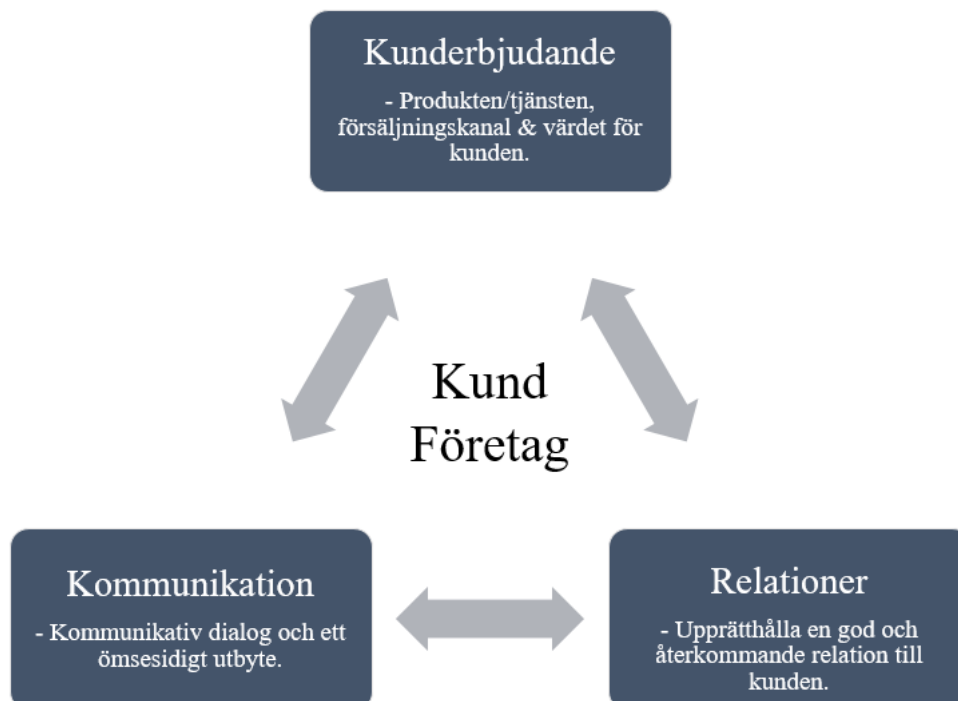 Kunderbjudande
- Produkten/tjänsten,
försäljningskanal & värdet för
kunden.
Kund
Företag
Kommunikation
- Kommunikativ dialog och ett
ömsesidigt utbyte.
Relationer
- Upprätthålla en god och
återkommande relation till
kunden.